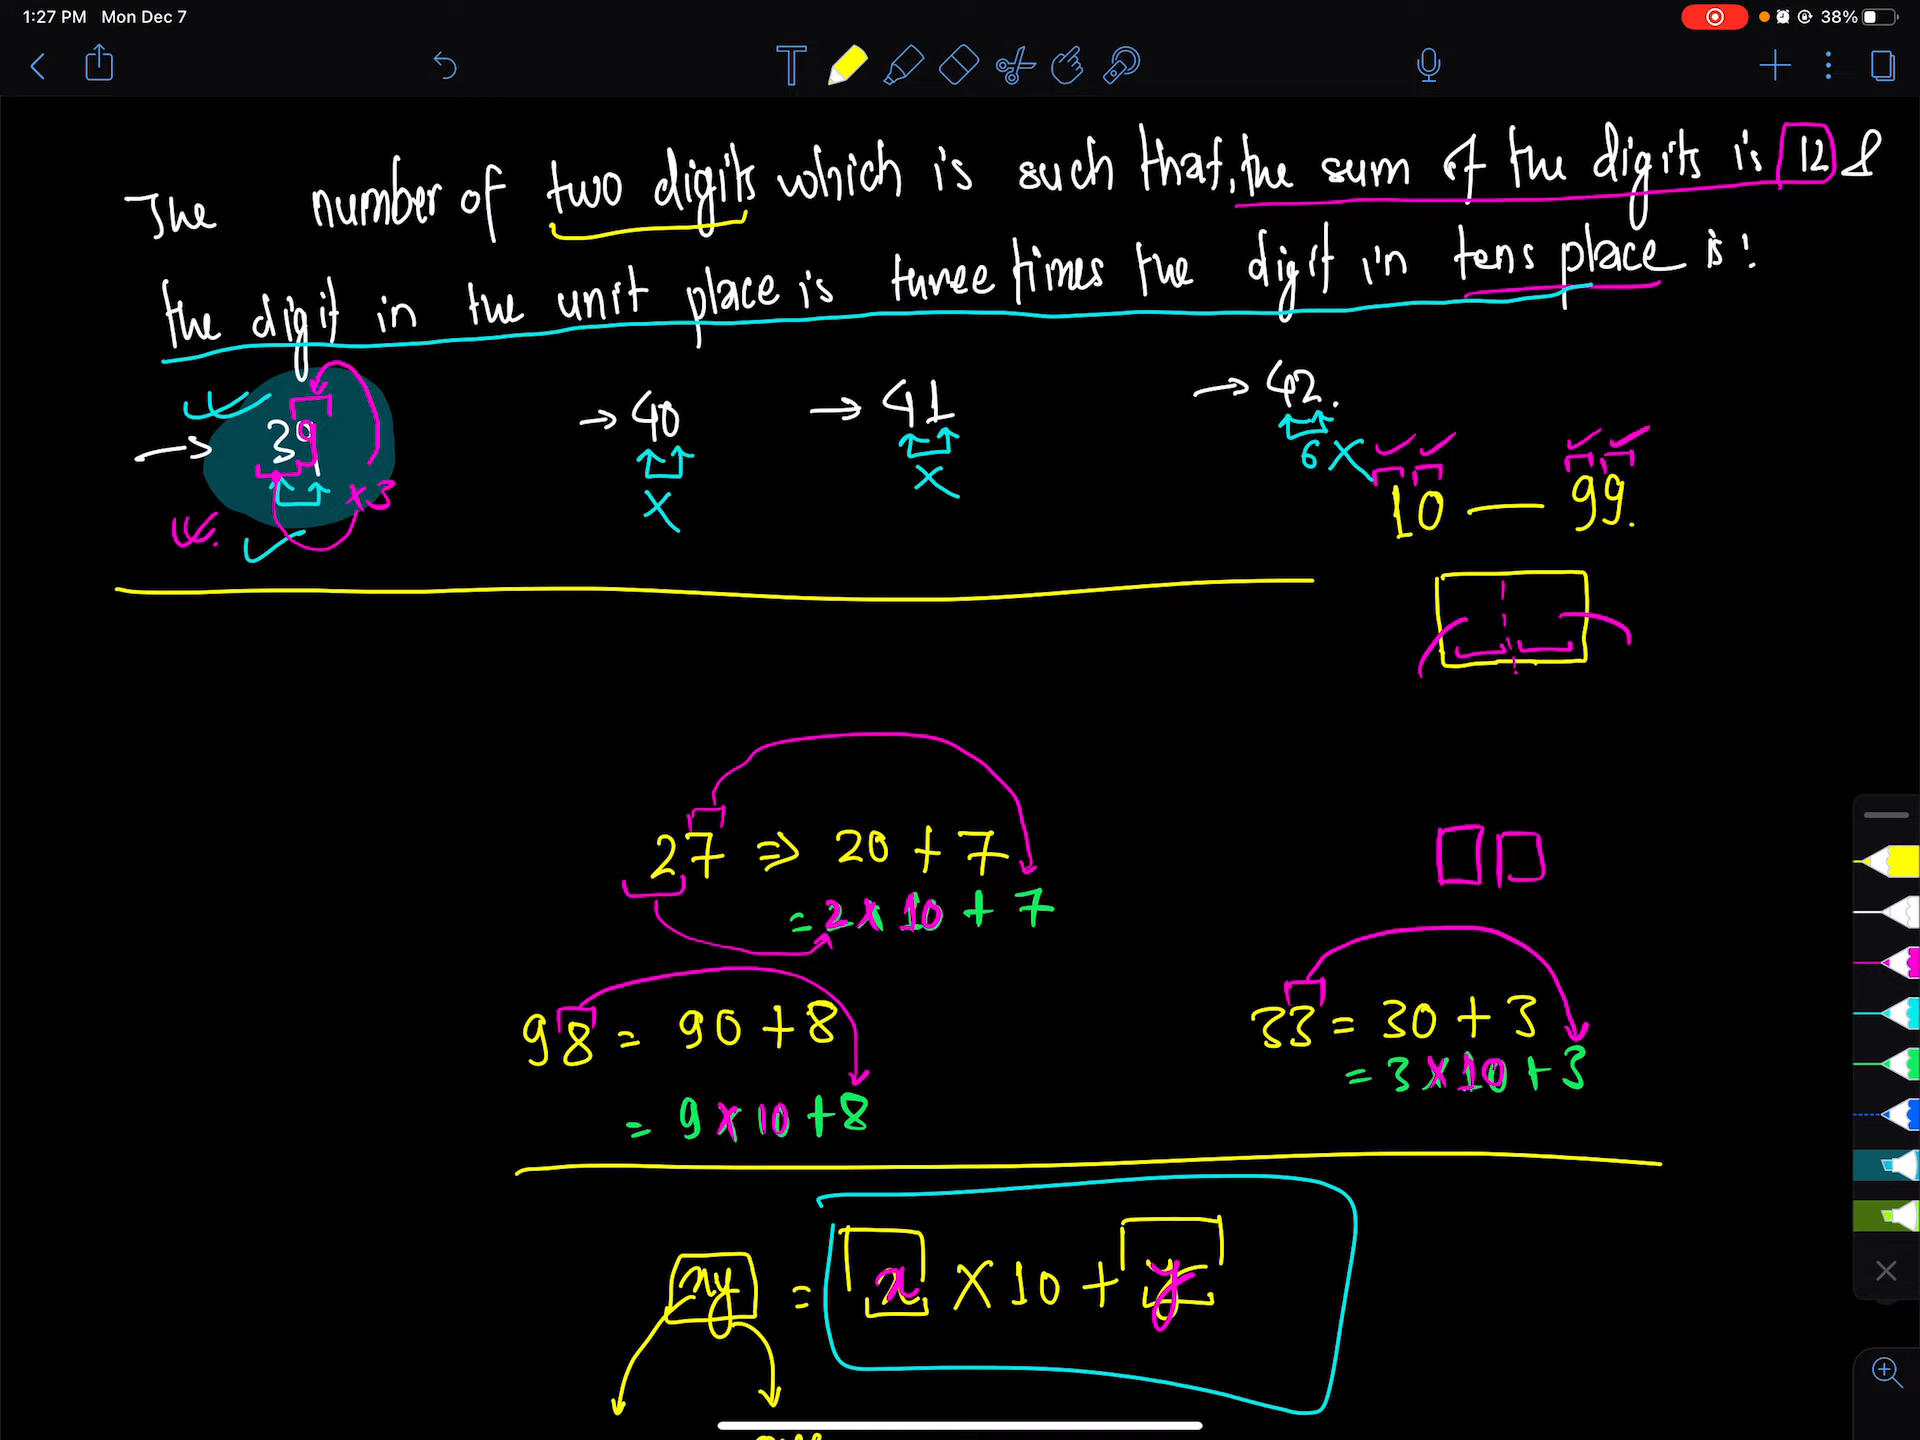 1:27 PM Mon Dec 7
38%
The number of two digits which is such that, the sum of the digits is 12 &
the digit in the unit place is three times the digit in tens place is:
→ 39 ×3 → 40 → 41 → 42.
X X 6 X
10 — 99.
27 ⇒ 20 + 7
= 2 × 10 + 7
98 = 90 + 8
= 9 × 10 + 8
33 = 30 + 3
= 3 × 10 + 3
xy = x × 10 + y